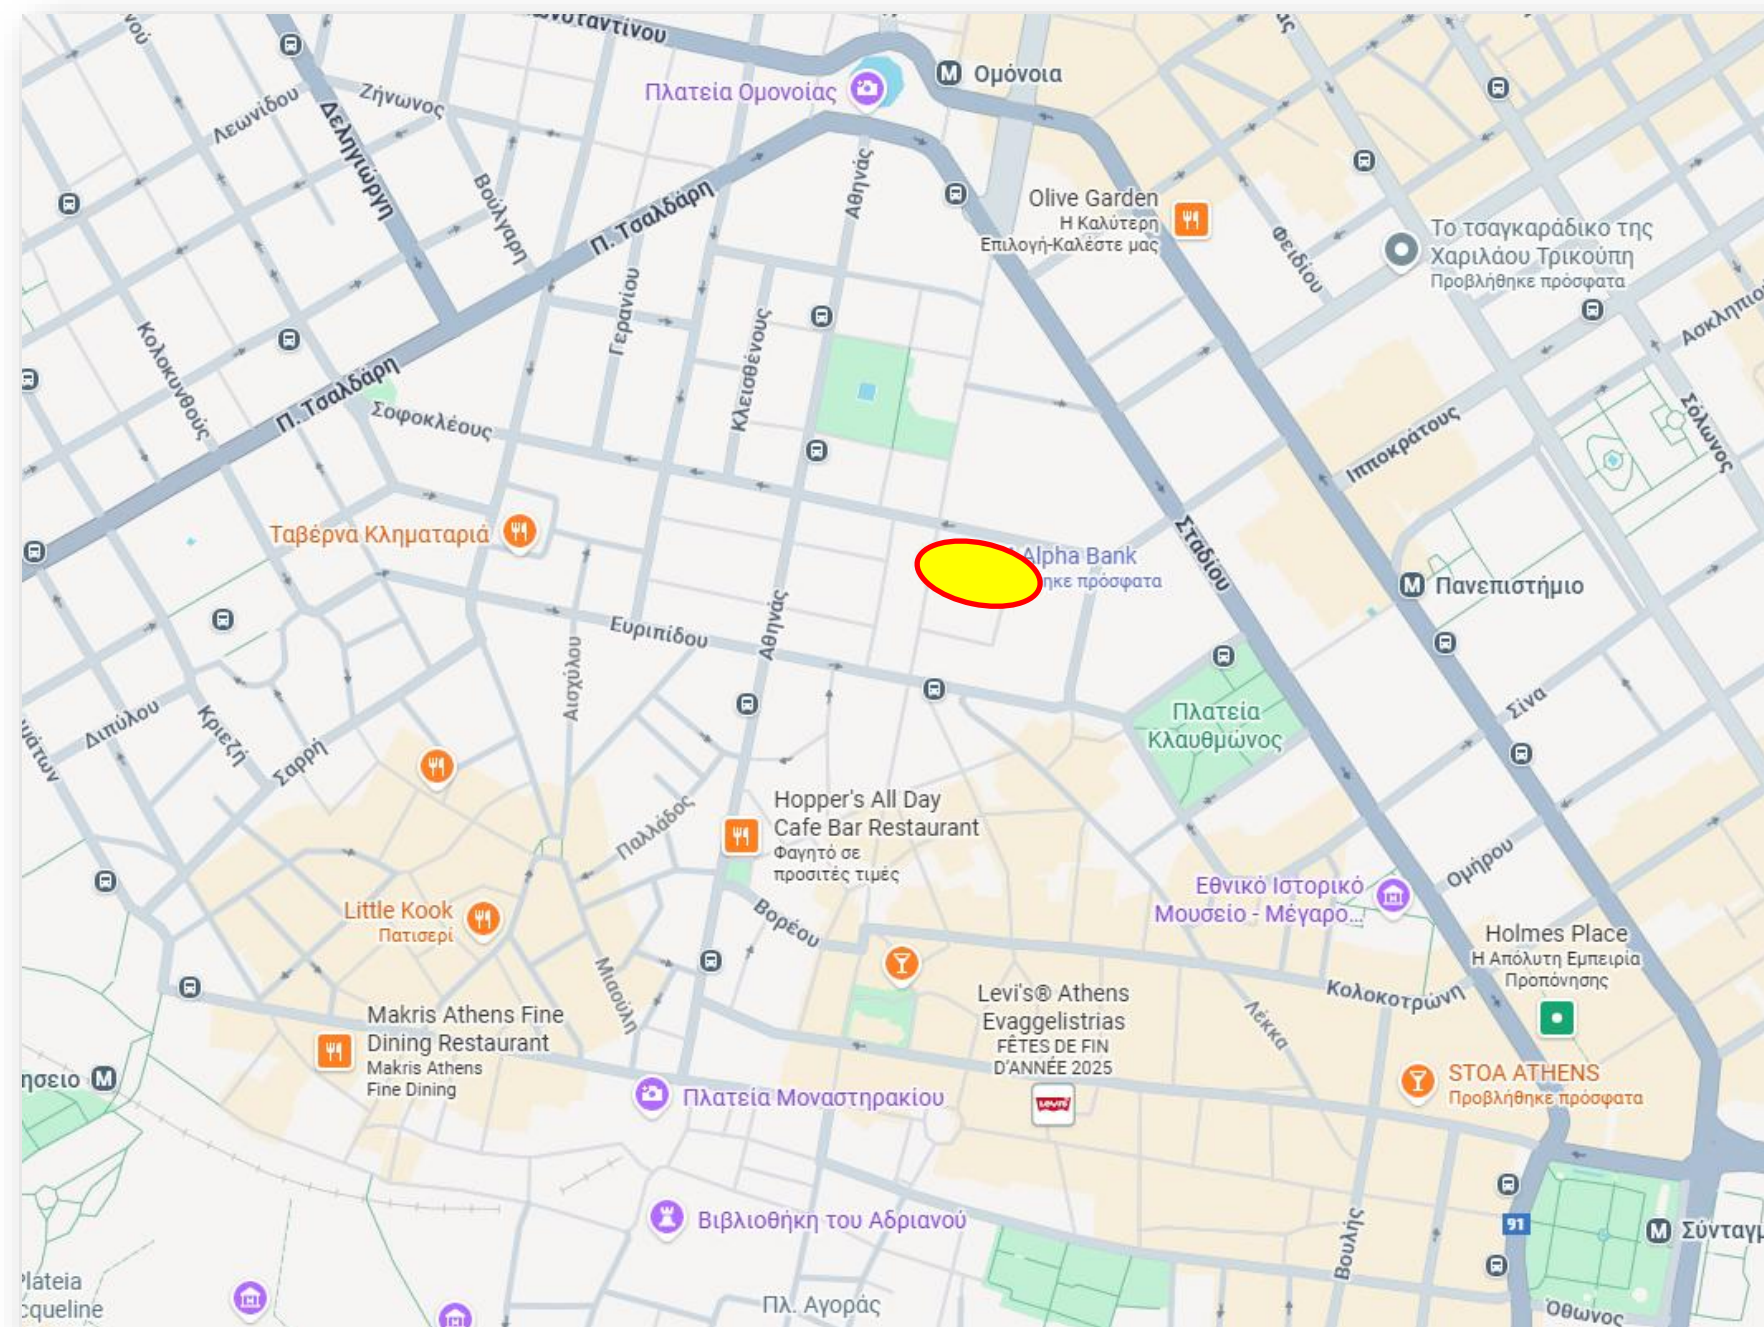 Πλατεία Ομονοίας
Ομόνοια
Ζήνωνος
Λεωνίδου
Δεληγιώργη
Βούλγαρη
Π. Τσαλδάρη
Αθηνάς
Olive Garden
Η Καλύτερη
Επιλογή-Καλέστε μας
Φειδίου
Το τσαγκαράδικο της
Χαριλάου Τρικούπη
Προβλήθηκε πρόσφατα
Κολοκυνθούς
Γερανίου
Κλεισθένους
Π. Τσαλδάρη
Σοφοκλέους
Ιπποκράτους
Σόλωνος
Ταβέρνα Κληματαριά
Alpha Bank
Σταδίου
Πανεπιστήμιο
Ευριπίδου
Αθηνάς
Αισχύλου
Διπύλου
Κριεζή
Σαρρή
Πλατεία
Κλαυθμώνος
Σίνα
Παλλάδος
Hopper's All Day
Cafe Bar Restaurant
Φαγητό σε
προσιτές τιμές
Ομήρου
Εθνικό Ιστορικό
Μουσείο - Μέγαρο...
Little Kook
Πατισερί
Βορέου
Holmes Place
Η Απόλυτη Εμπειρία
Προπόνησης
Μιαούλη
Levi's® Athens
Evaggelistrias
FÊTES DE FIN
D'ANNÉE 2025
Κολοκοτρώνη
Λέκκα
Makris Athens Fine
Dining Restaurant
Makris Athens
Fine Dining
Πλατεία Μοναστηρακίου
STOA ATHENS
Προβλήθηκε πρόσφατα
Βιβλιοθήκη του Αδριανού
91
Βουλής
Πλ. Αγοράς
Όθωνος